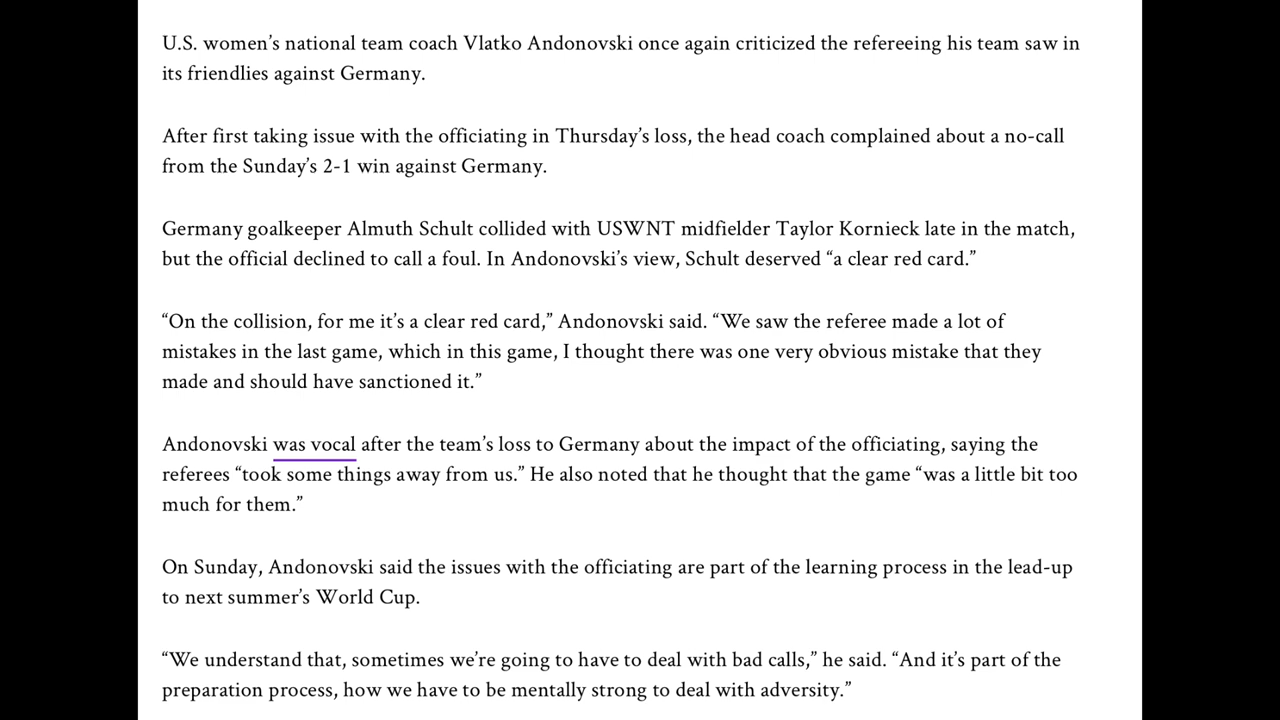 U.S. women’s national team coach Vlatko Andonovski once again criticized the refereeing his team saw in
its friendlies against Germany.
After first taking issue with the officiating in Thursday’s loss, the head coach complained about a no-call
from the Sunday’s 2-1 win against Germany.
Germany goalkeeper Almuth Schult collided with USWNT midfielder Taylor Kornieck late in the match,
but the official declined to call a foul. In Andonovski’s view, Schult deserved “a clear red card.”
“On the collision, for me it’s a clear red card,” Andonovski said. “We saw the referee made a lot of
mistakes in the last game, which in this game, I thought there was one very obvious mistake that they
made and should have sanctioned it.”
Andonovski was vocal after the team’s loss to Germany about the impact of the officiating, saying the
referees “took some things away from us.” He also noted that he thought that the game “was a little bit too
much for them.”
On Sunday, Andonovski said the issues with the officiating are part of the learning process in the lead-up
to next summer’s World Cup.
“We understand that, sometimes we’re going to have to deal with bad calls,” he said. “And it’s part of the
preparation process, how we have to be mentally strong to deal with adversity.”